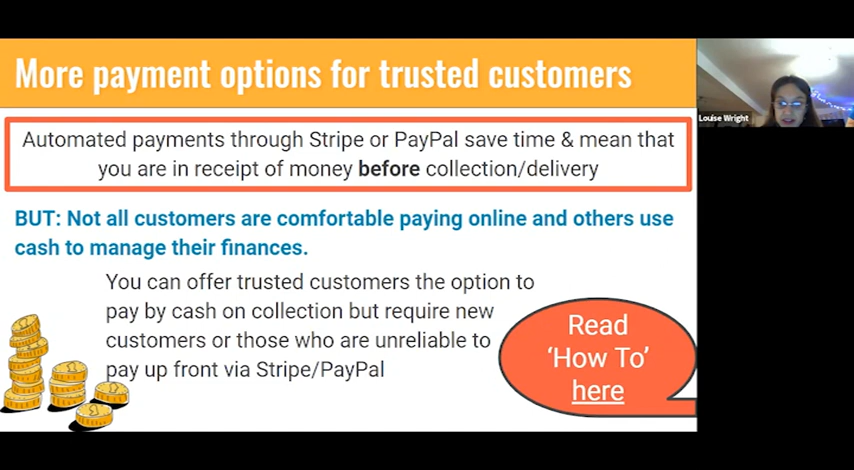 More payment options for trusted customers
Automated payments through Stripe or PayPal save time & mean that
you are in receipt of money before collection/delivery
BUT: Not all customers are comfortable paying online and others use
cash to manage their finances.
You can offer trusted customers the option to
pay by cash on collection but require new
customers or those who are unreliable to
pay up front via Stripe/PayPal
Read
‘How To’
here
Louise Wright